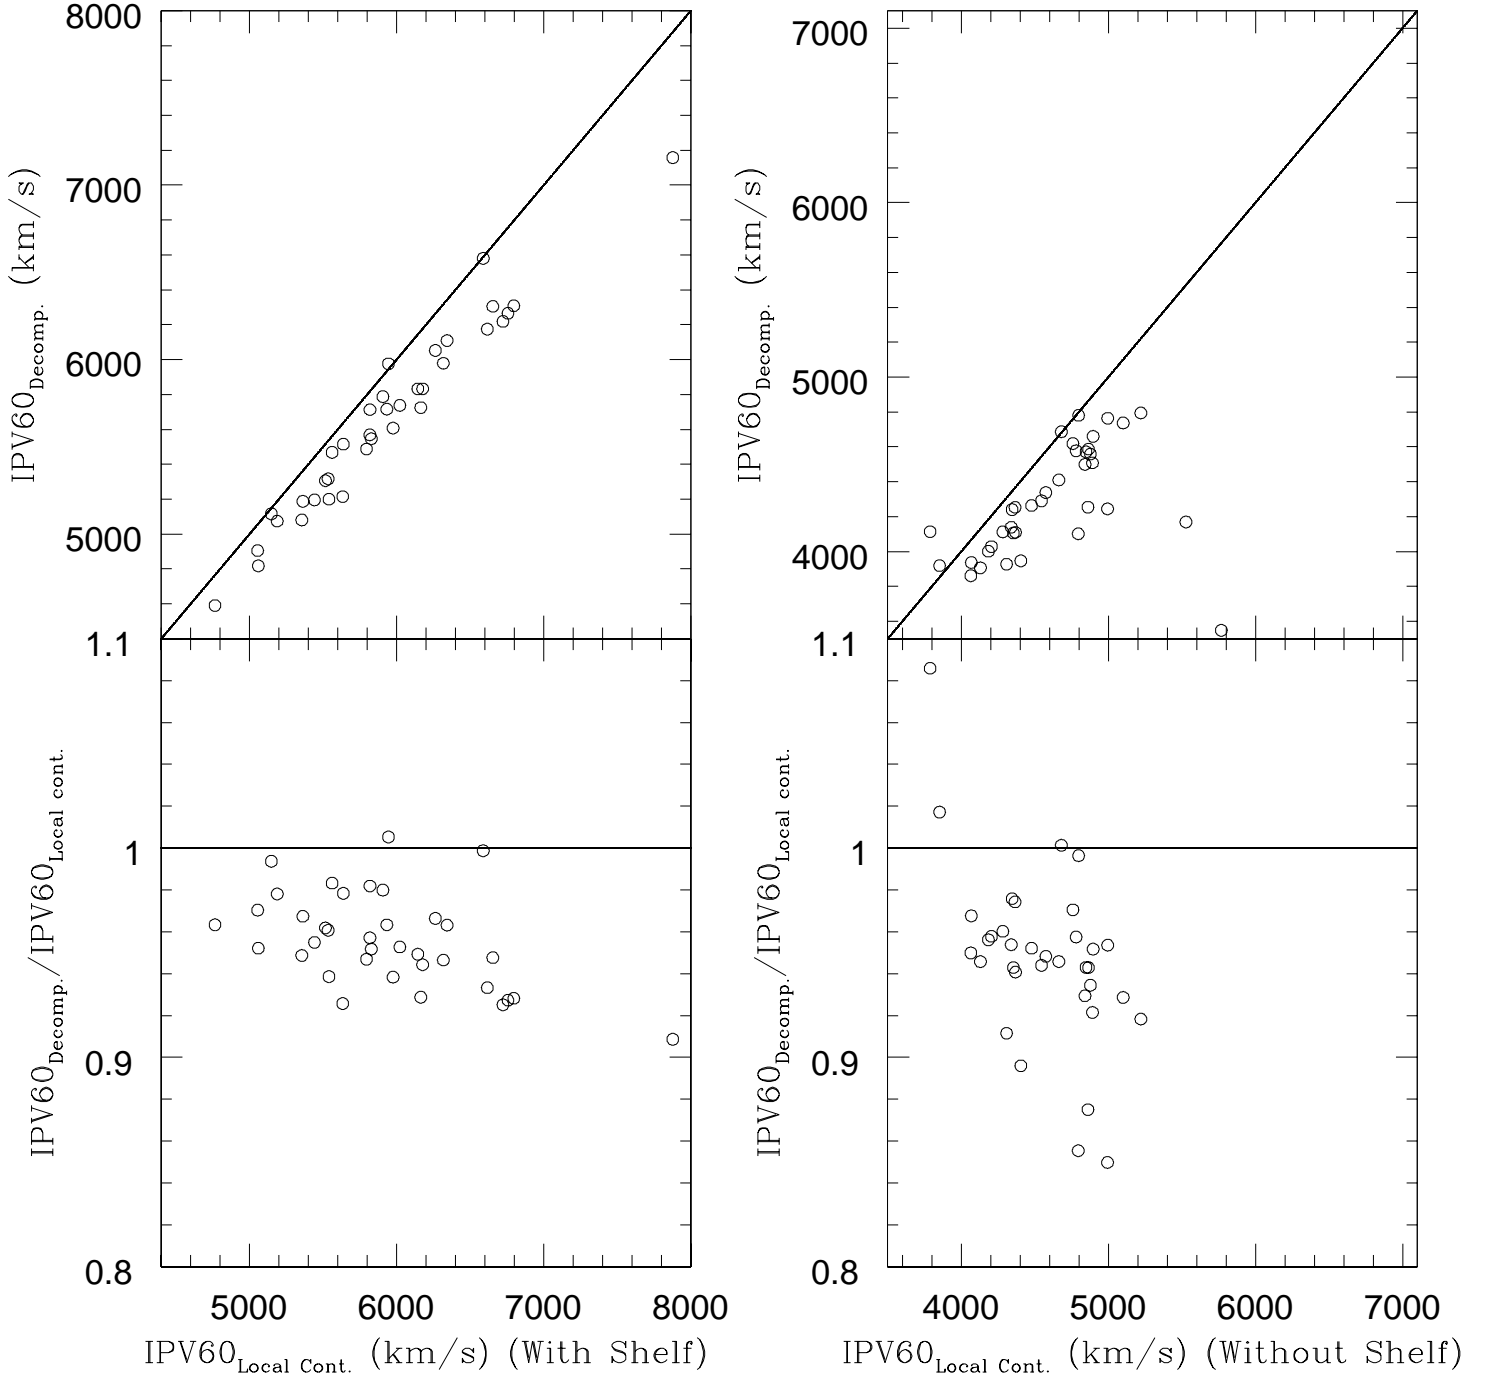 8000
7000
6000
5000
IPV60Decomp. (km/s)
7000
6000
5000
4000
IPV60Decomp. (km/s)
1.1
1
0.9
0.8
IPV60Decomp./IPV60Local cont.
1.1
1
0.9
0.8
IPV60Decomp./IPV60Local cont.
5000 6000 7000 8000
IPV60Local Cont. (km/s) (With Shelf)
4000 5000 6000 7000
IPV60Local Cont. (km/s) (Without Shelf)